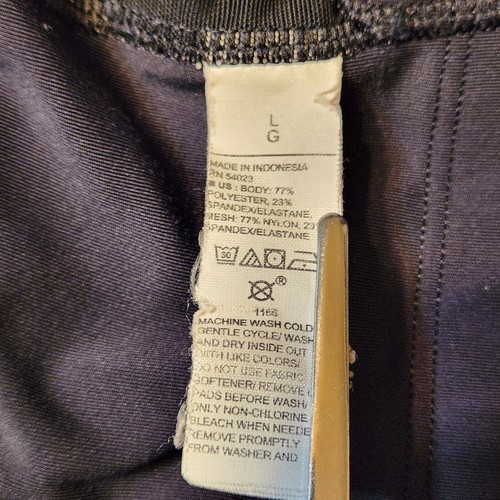 L
G
MADE IN INDONESIA
RN 54023
US : BODY: 77%
POLYESTER, 23%
SPANDEX/ELASTANE,
MESH: 77% NYLON, 23
SPANDEX/ELASTANE
30
®
1166
MACHINE WASH COLD
GENTLE CYCLE/ WASH
AND DRY INSIDE OUT
WITH LIKE COLORS/
DO NOT USE FABRIC
SOFTENER/ REMOVE
PADS BEFORE WASH/
ONLY NON-CHLORINE
BLEACH WHEN NEEDE
REMOVE PROMPTLY
FROM WASHER AND